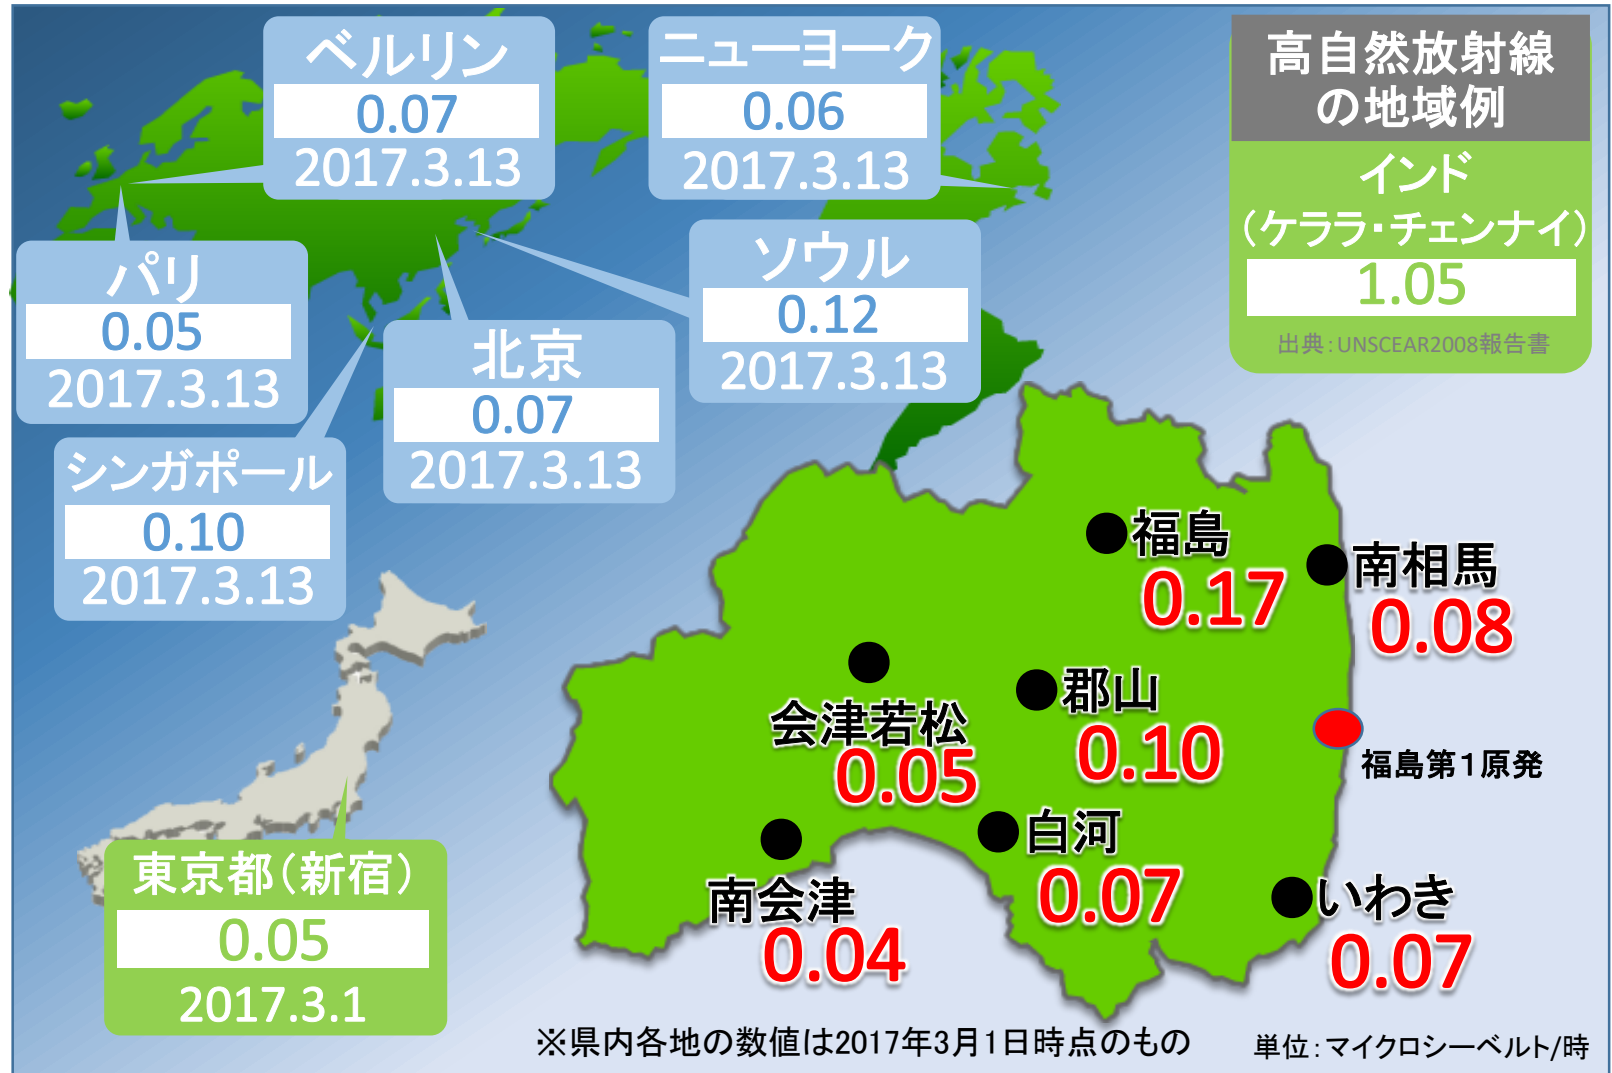 ベルリン
0.07
2017.3.13
ニューヨーク
0.06
2017.3.13
高自然放射線
の地域例
インド
（ケララ・チェンナイ）
1.05
出典：UNSCEAR2008報告書
パリ
0.05
2017.3.13
北京
0.07
2017.3.13
ソウル
0.12
2017.3.13
シンガポール
0.10
2017.3.13
福島
0.17
南相馬
0.08
会津若松
0.05
郡山
0.10
福島第１原発
南会津
0.04
白河
0.07
いわき
0.07
東京都（新宿）
0.05
2017.3.1
※県内各地の数値は2017年3月1日時点のもの
単位：マイクロシーベルト/時